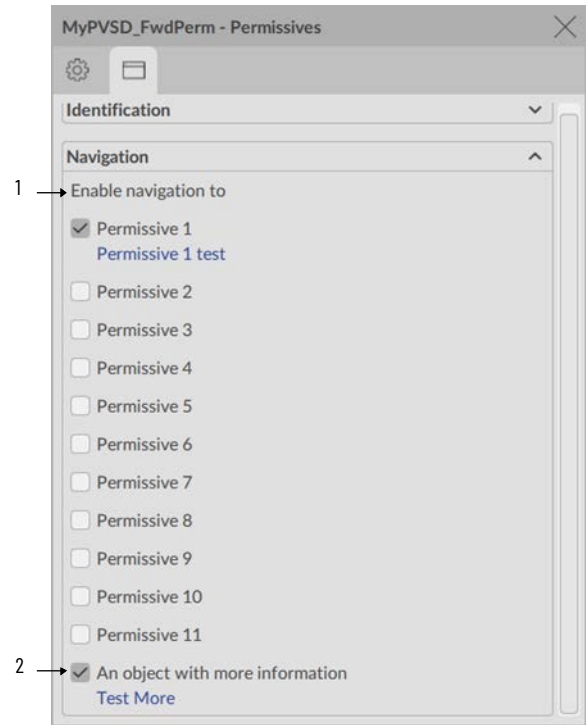 MyPVSD_FwdPerm - Permissives
Identification
Navigation
1 Enable navigation to
Permissive 1
Permissive 1 test
Permissive 2
Permissive 3
Permissive 4
Permissive 5
Permissive 6
Permissive 7
Permissive 8
Permissive 9
Permissive 10
Permissive 11
2 An object with more information
Test More